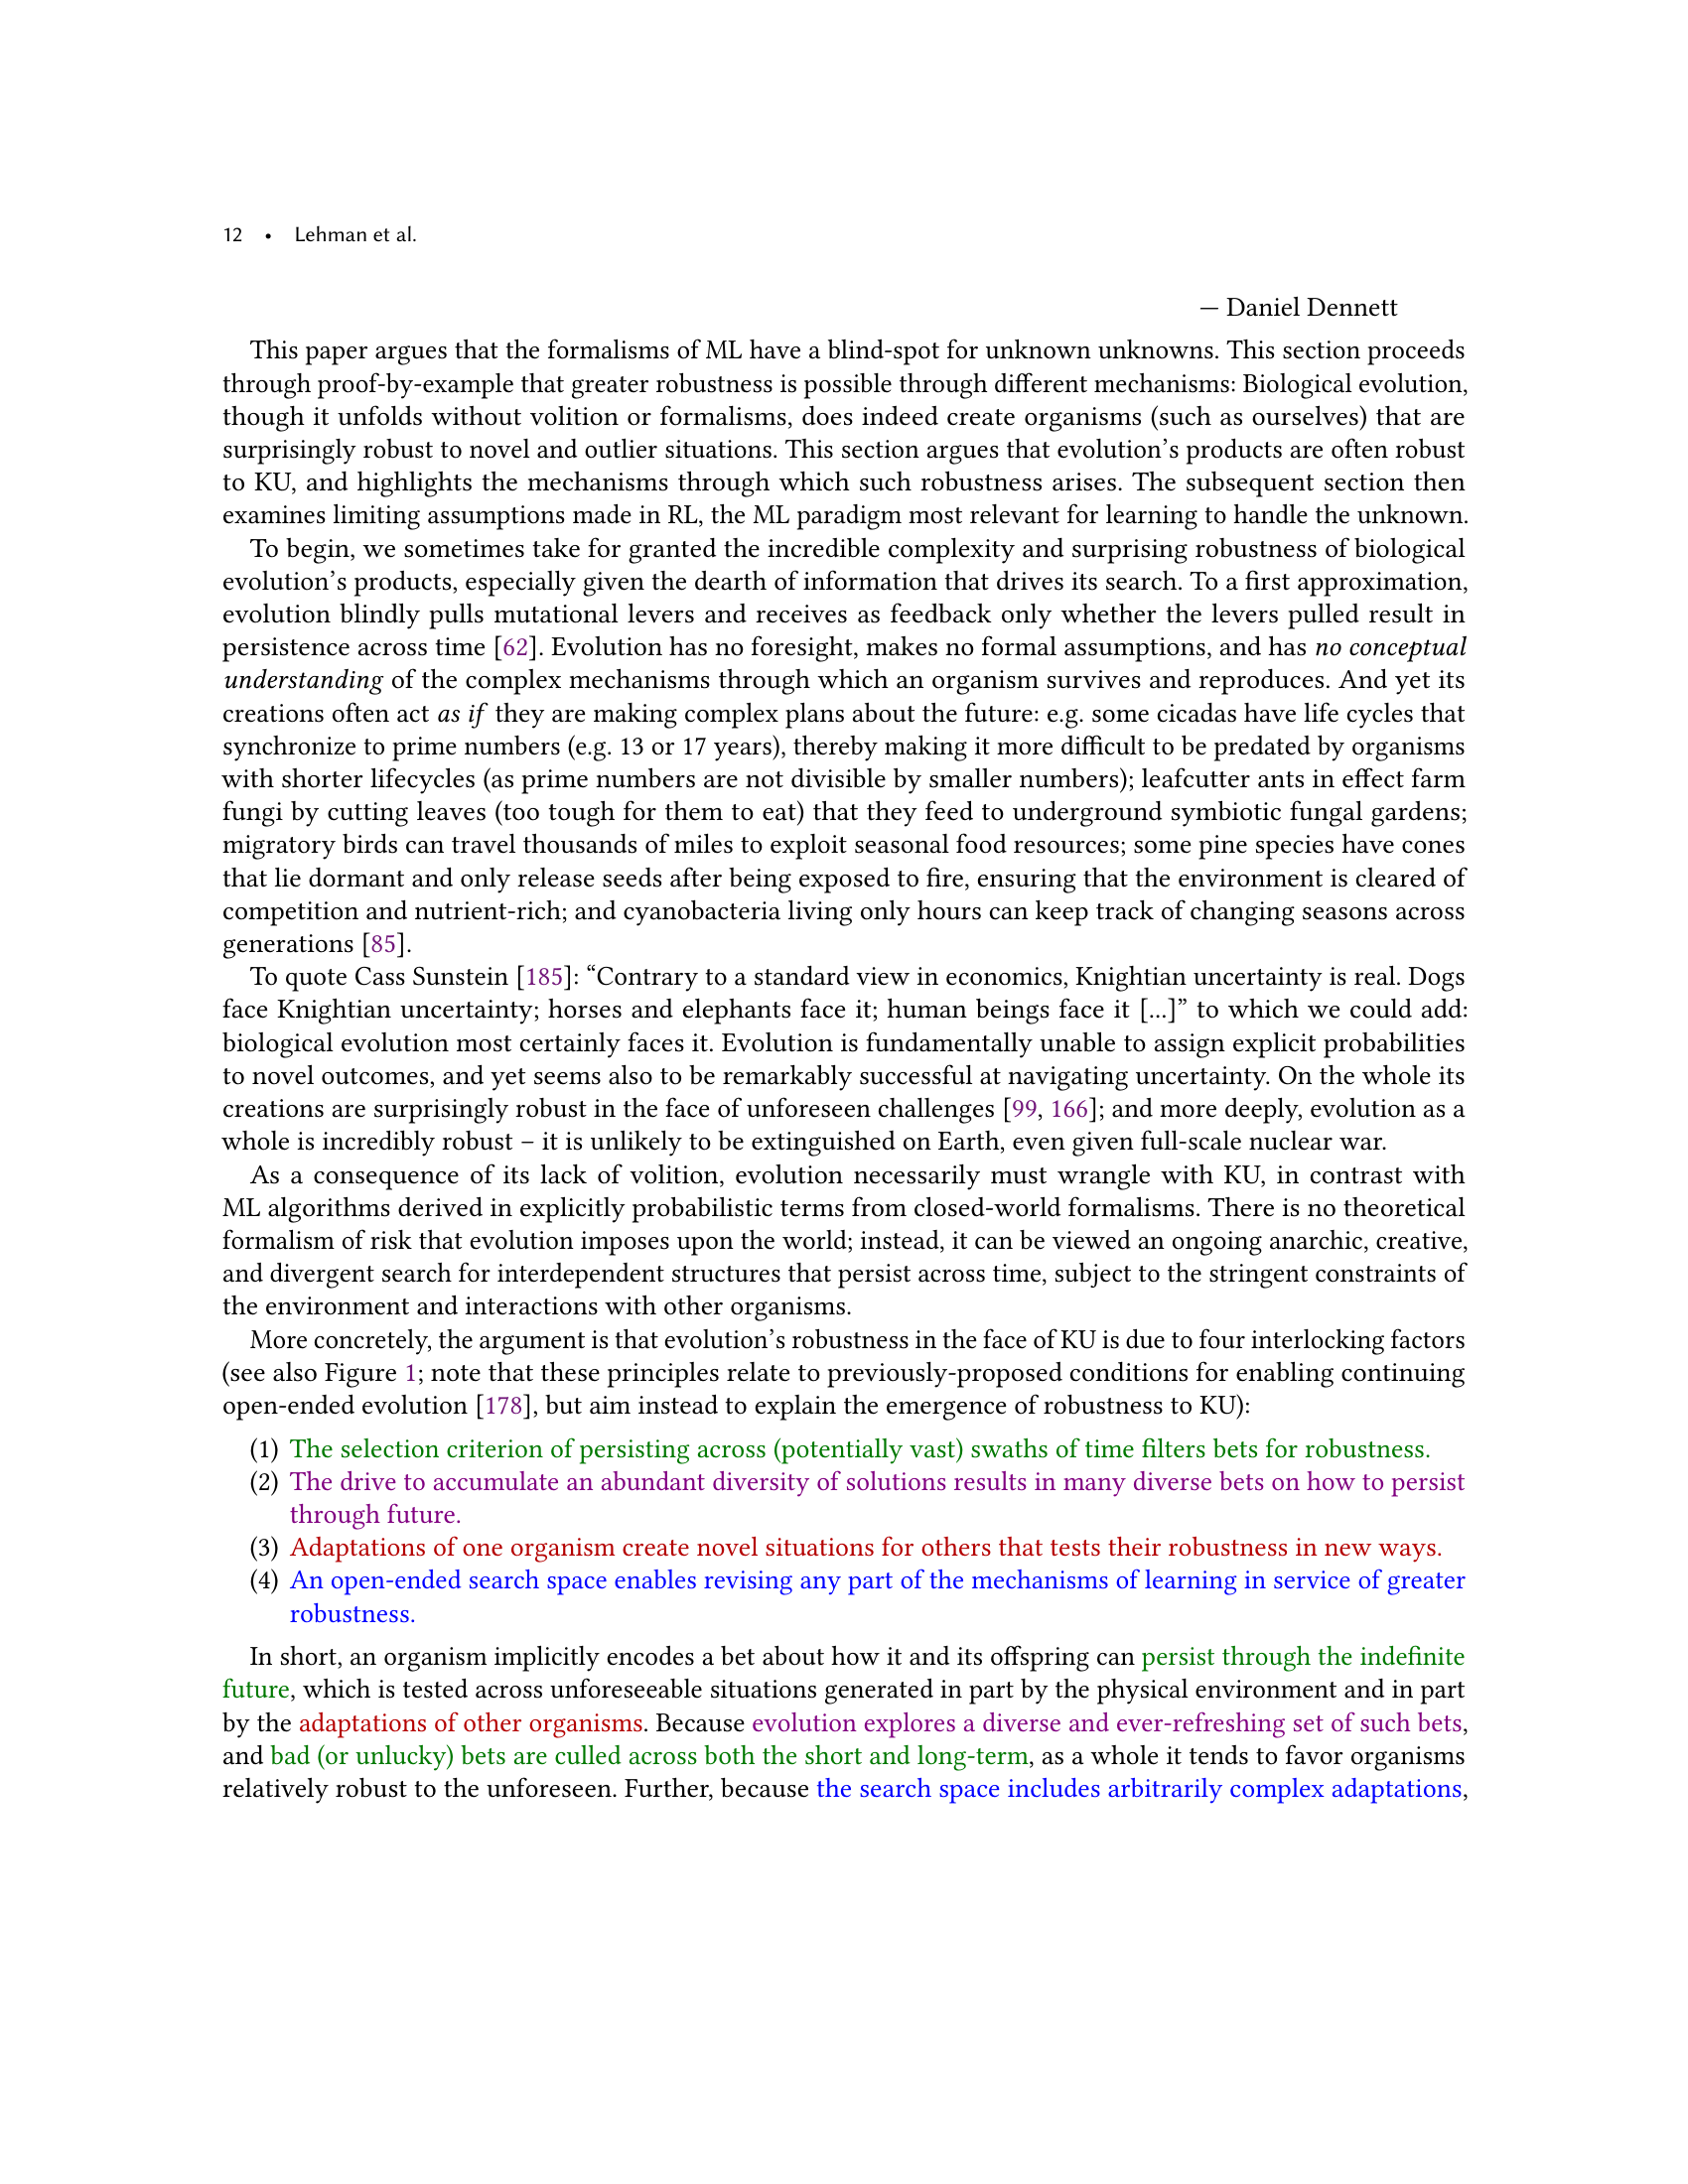 12 • Lehman et al.
— Daniel Dennett
This paper argues that the formalisms of ML have a blind-spot for unknown unknowns. This section proceeds
through proof-by-example that greater robustness is possible through different mechanisms: Biological evolution,
though it unfolds without volition or formalisms, does indeed create organisms (such as ourselves) that are
surprisingly robust to novel and outlier situations. This section argues that evolution’s products are often robust
to KU, and highlights the mechanisms through which such robustness arises. The subsequent section then
examines limiting assumptions made in RL, the ML paradigm most relevant for learning to handle the unknown.
To begin, we sometimes take for granted the incredible complexity and surprising robustness of biological
evolution’s products, especially given the dearth of information that drives its search. To a first approximation,
evolution blindly pulls mutational levers and receives as feedback only whether the levers pulled result in
persistence across time [62]. Evolution has no foresight, makes no formal assumptions, and has no conceptual
understanding of the complex mechanisms through which an organism survives and reproduces. And yet its
creations often act as if they are making complex plans about the future: e.g. some cicadas have life cycles that
synchronize to prime numbers (e.g. 13 or 17 years), thereby making it more difficult to be predated by organisms
with shorter lifecycles (as prime numbers are not divisible by smaller numbers); leafcutter ants in effect farm
fungi by cutting leaves (too tough for them to eat) that they feed to underground symbiotic fungal gardens;
migratory birds can travel thousands of miles to exploit seasonal food resources; some pine species have cones
that lie dormant and only release seeds after being exposed to fire, ensuring that the environment is cleared of
competition and nutrient-rich; and cyanobacteria living only hours can keep track of changing seasons across
generations [85].
To quote Cass Sunstein [185]: “Contrary to a standard view in economics, Knightian uncertainty is real. Dogs
face Knightian uncertainty; horses and elephants face it; human beings face it [...]” to which we could add:
biological evolution most certainly faces it. Evolution is fundamentally unable to assign explicit probabilities
to novel outcomes, and yet seems also to be remarkably successful at navigating uncertainty. On the whole its
creations are surprisingly robust in the face of unforeseen challenges [99, 166]; and more deeply, evolution as a
whole is incredibly robust – it is unlikely to be extinguished on Earth, even given full-scale nuclear war.
As a consequence of its lack of volition, evolution necessarily must wrangle with KU, in contrast with
ML algorithms derived in explicitly probabilistic terms from closed-world formalisms. There is no theoretical
formalism of risk that evolution imposes upon the world; instead, it can be viewed an ongoing anarchic, creative,
and divergent search for interdependent structures that persist across time, subject to the stringent constraints of
the environment and interactions with other organisms.
More concretely, the argument is that evolution’s robustness in the face of KU is due to four interlocking factors
(see also Figure 1; note that these principles relate to previously-proposed conditions for enabling continuing
open-ended evolution [178], but aim instead to explain the emergence of robustness to KU):
(1) The selection criterion of persisting across (potentially vast) swaths of time filters bets for robustness.
(2) The drive to accumulate an abundant diversity of solutions results in many diverse bets on how to persist
through future.
(3) Adaptations of one organism create novel situations for others that tests their robustness in new ways.
(4) An open-ended search space enables revising any part of the mechanisms of learning in service of greater
robustness.
In short, an organism implicitly encodes a bet about how it and its offspring can persist through the indefinite
future, which is tested across unforeseeable situations generated in part by the physical environment and in part
by the adaptations of other organisms. Because evolution explores a diverse and ever-refreshing set of such bets,
and bad (or unlucky) bets are culled across both the short and long-term, as a whole it tends to favor organisms
relatively robust to the unforeseen. Further, because the search space includes arbitrarily complex adaptations,